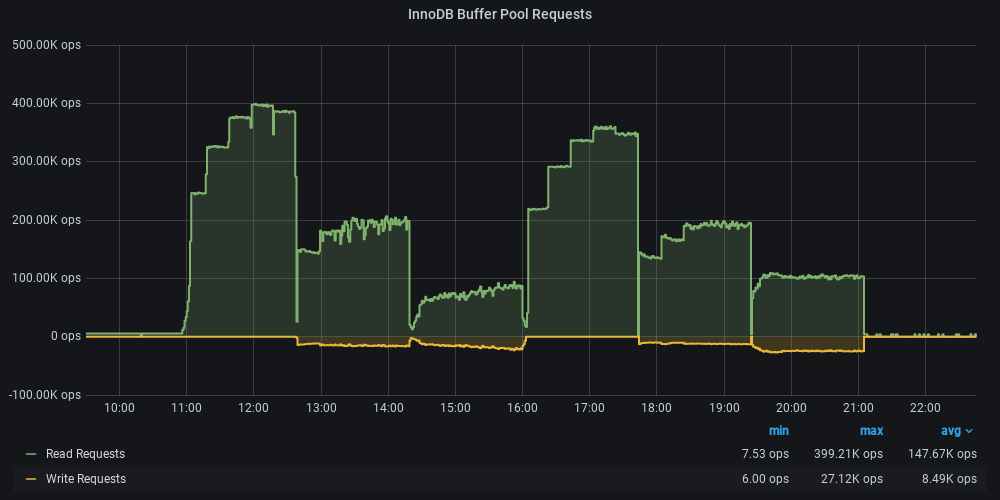 InnoDB Buffer Pool Requests
500.00K ops
400.00K ops
300.00K ops
200.00K ops
100.00K ops
0 ops
-100.00K ops
10:00 11:00 12:00 13:00 14:00 15:00 16:00 17:00 18:00 19:00 20:00 21:00 22:00
min max avg
Read Requests 7.53 ops 399.21K ops 147.67K ops
Write Requests 6.00 ops 27.12K ops 8.49K ops